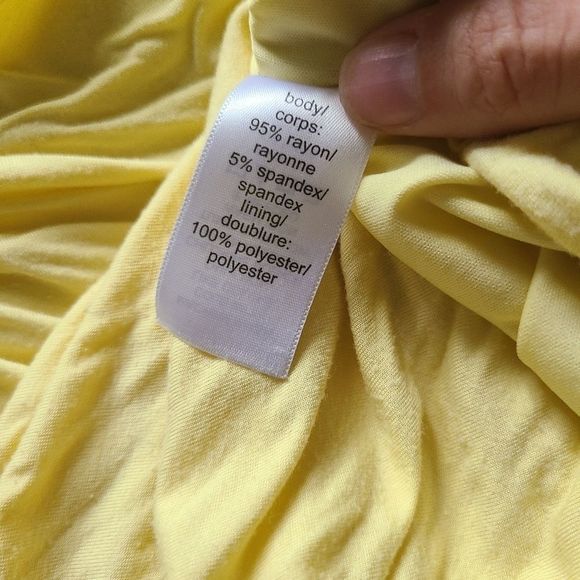 body/
corps:
95% rayon/
rayonne
5% spandex/
spandex
lining/
doublure:
100% polyester/
polyester